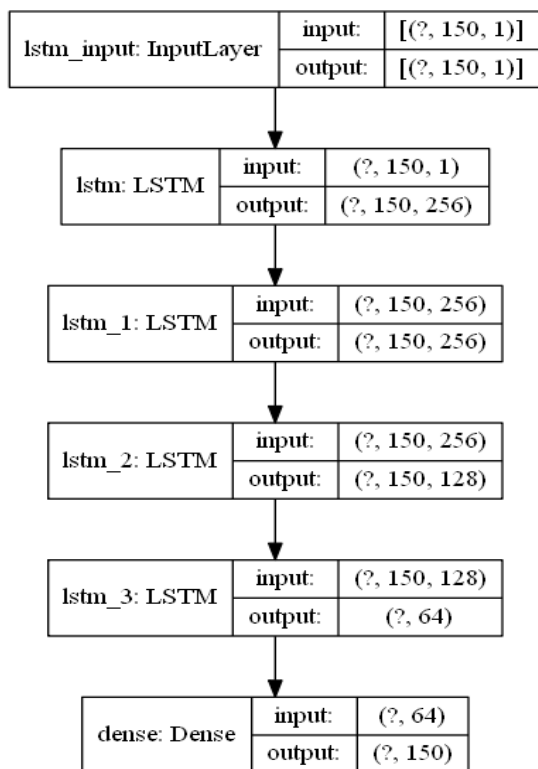 lstm_input: InputLayer
input: [(?, 150, 1)]
output: [(?, 150, 1)]
lstm: LSTM
input: (?, 150, 1)
output: (?, 150, 256)
lstm_1: LSTM
input: (?, 150, 256)
output: (?, 150, 256)
lstm_2: LSTM
input: (?, 150, 256)
output: (?, 150, 128)
lstm_3: LSTM
input: (?, 150, 128)
output: (?, 64)
dense: Dense
input: (?, 64)
output: (?, 150)